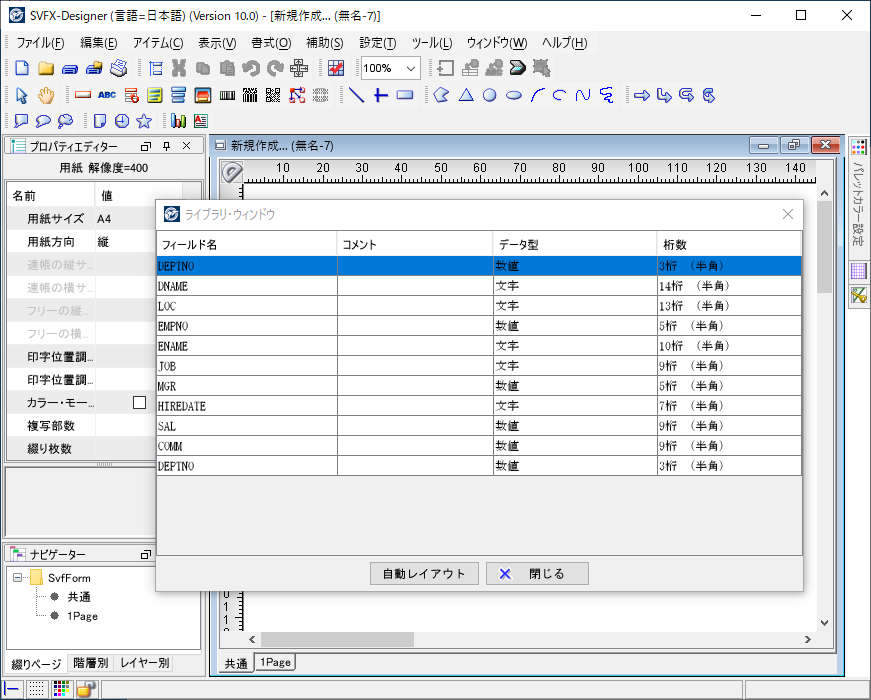 SVFX-Designer (言語=日本語) (Version 10.0) - [新規作成... (無名-7)]
ファイル(F) 編集(E) アイテム(C) 表示(V) 書式(O) 補助(S) 設定(T) ツール(L) ウィンドウ(W) ヘルプ(H)
100%
ABC
プロパティエディター
新規作成... (無名-7)
用紙 解像度=400
10 20 30 40 50 60 70 80 90 100 110 120 130 140
名前 値
用紙サイズ A4
用紙方向 縦
連帳の縦サ...
連帳の横サ...
フリーの縦...
フリーの横...
印字位置調...
印字位置調...
カラー・モー...
複写部数
綴り枚数
パレットカラー設定
ライブラリ・ウィンドウ
フィールド名 コメント データ型 桁数
DEPTNO 数値 3桁 (半角)
DNAME 文字 14桁 (半角)
LOC 文字 13桁 (半角)
EMPNO 数値 5桁 (半角)
ENAME 文字 10桁 (半角)
JOB 文字 9桁 (半角)
MGR 数値 5桁 (半角)
HIREDATE 文字 7桁 (半角)
SAL 数値 9桁 (半角)
COMM 数値 9桁 (半角)
DEPTNO 数値 3桁 (半角)
自動レイアウト 閉じる
ナビゲーター
SvfForm
共通
1Page
綴りページ 階層別 レイヤー別
共通 1Page